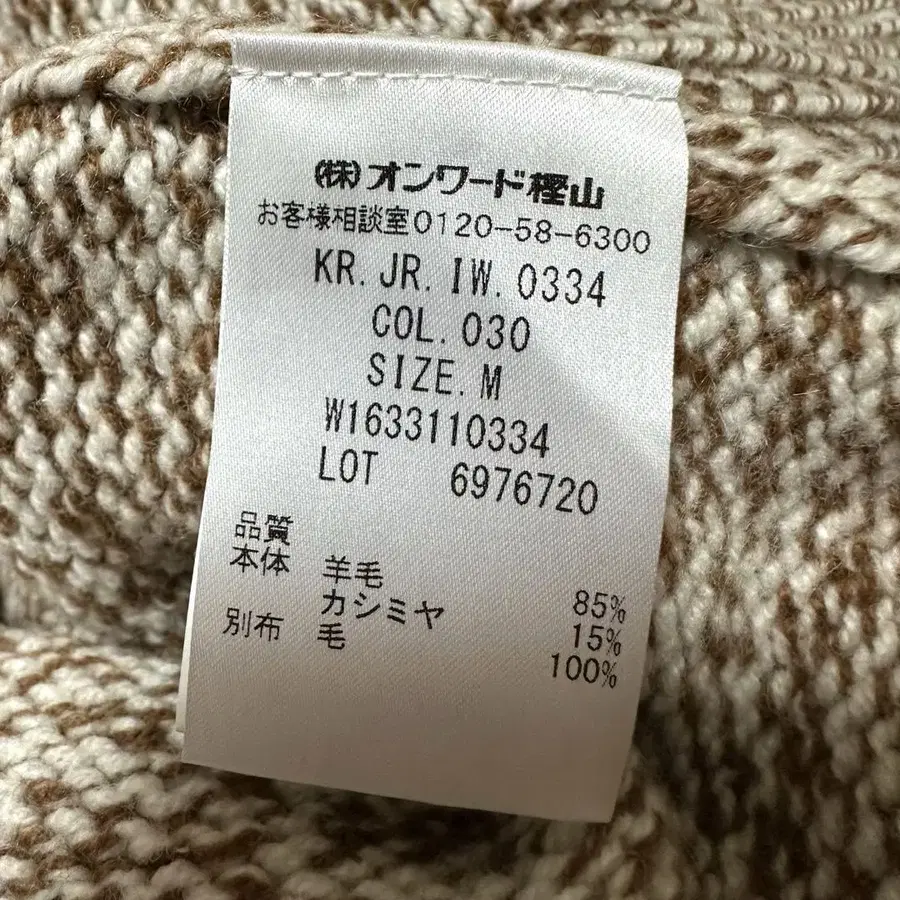 (株)オンワード樫山
お客様相談室0120-58-6300
KR.JR.IW.0334
COL.030
SIZE.M
W1633110334
LOT 6976720
品質
本体 羊毛 85%
カシミヤ 15%
別布 毛 100%